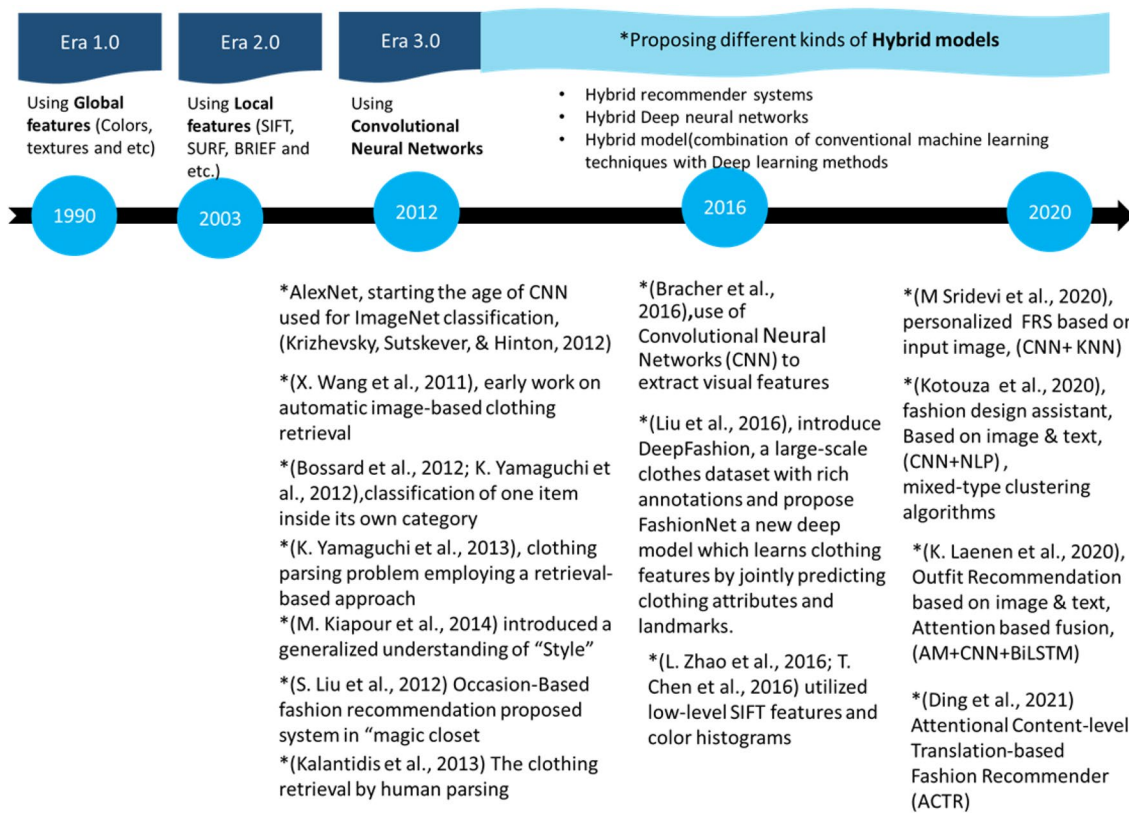 Era 1.0
Era 2.0
Era 3.0
*Proposing different kinds of Hybrid models
Using Global
features (Colors,
textures and etc)
Using Local
features (SIFT,
SURF, BRIEF and
etc.)
Using
Convolutional
Neural Networks
• Hybrid recommender systems
• Hybrid Deep neural networks
• Hybrid model(combination of conventional machine learning
techniques with Deep learning methods
1990
2003
2012
2016
2020
*AlexNet, starting the age of CNN
used for ImageNet classification,
(Krizhevsky, Sutskever, & Hinton, 2012)
*(X. Wang et al., 2011), early work on
automatic image-based clothing
retrieval
*(Bossard et al., 2012; K. Yamaguchi et
al., 2012),classification of one item
inside its own category
*(K. Yamaguchi et al., 2013), clothing
parsing problem employing a retrieval-
based approach
*(M. Kiapour et al., 2014) introduced a
generalized understanding of “Style”
*(S. Liu et al., 2012) Occasion-Based
fashion recommendation proposed
system in “magic closet
*(Kalantidis et al., 2013) The clothing
retrieval by human parsing
*(Bracher et al.,
2016),use of
Convolutional Neural
Networks (CNN) to
extract visual features
*(Liu et al., 2016), introduce
DeepFashion, a large-scale
clothes dataset with rich
annotations and propose
FashionNet a new deep
model which learns clothing
features by jointly predicting
clothing attributes and
landmarks.
*(L. Zhao et al., 2016; T.
Chen et al., 2016) utilized
low-level SIFT features and
color histograms
*(M Sridevi et al., 2020),
personalized FRS based on
input image, (CNN+ KNN)
*(Kotouza et al., 2020),
fashion design assistant,
Based on image & text,
(CNN+NLP) ,
mixed-type clustering
algorithms
*(K. Laenen et al., 2020),
Outfit Recommendation
based on image & text,
Attention based fusion,
(AM+CNN+BiLSTM)
*(Ding et al., 2021)
Attentional Content-level
Translation-based
Fashion Recommender
(ACTR)